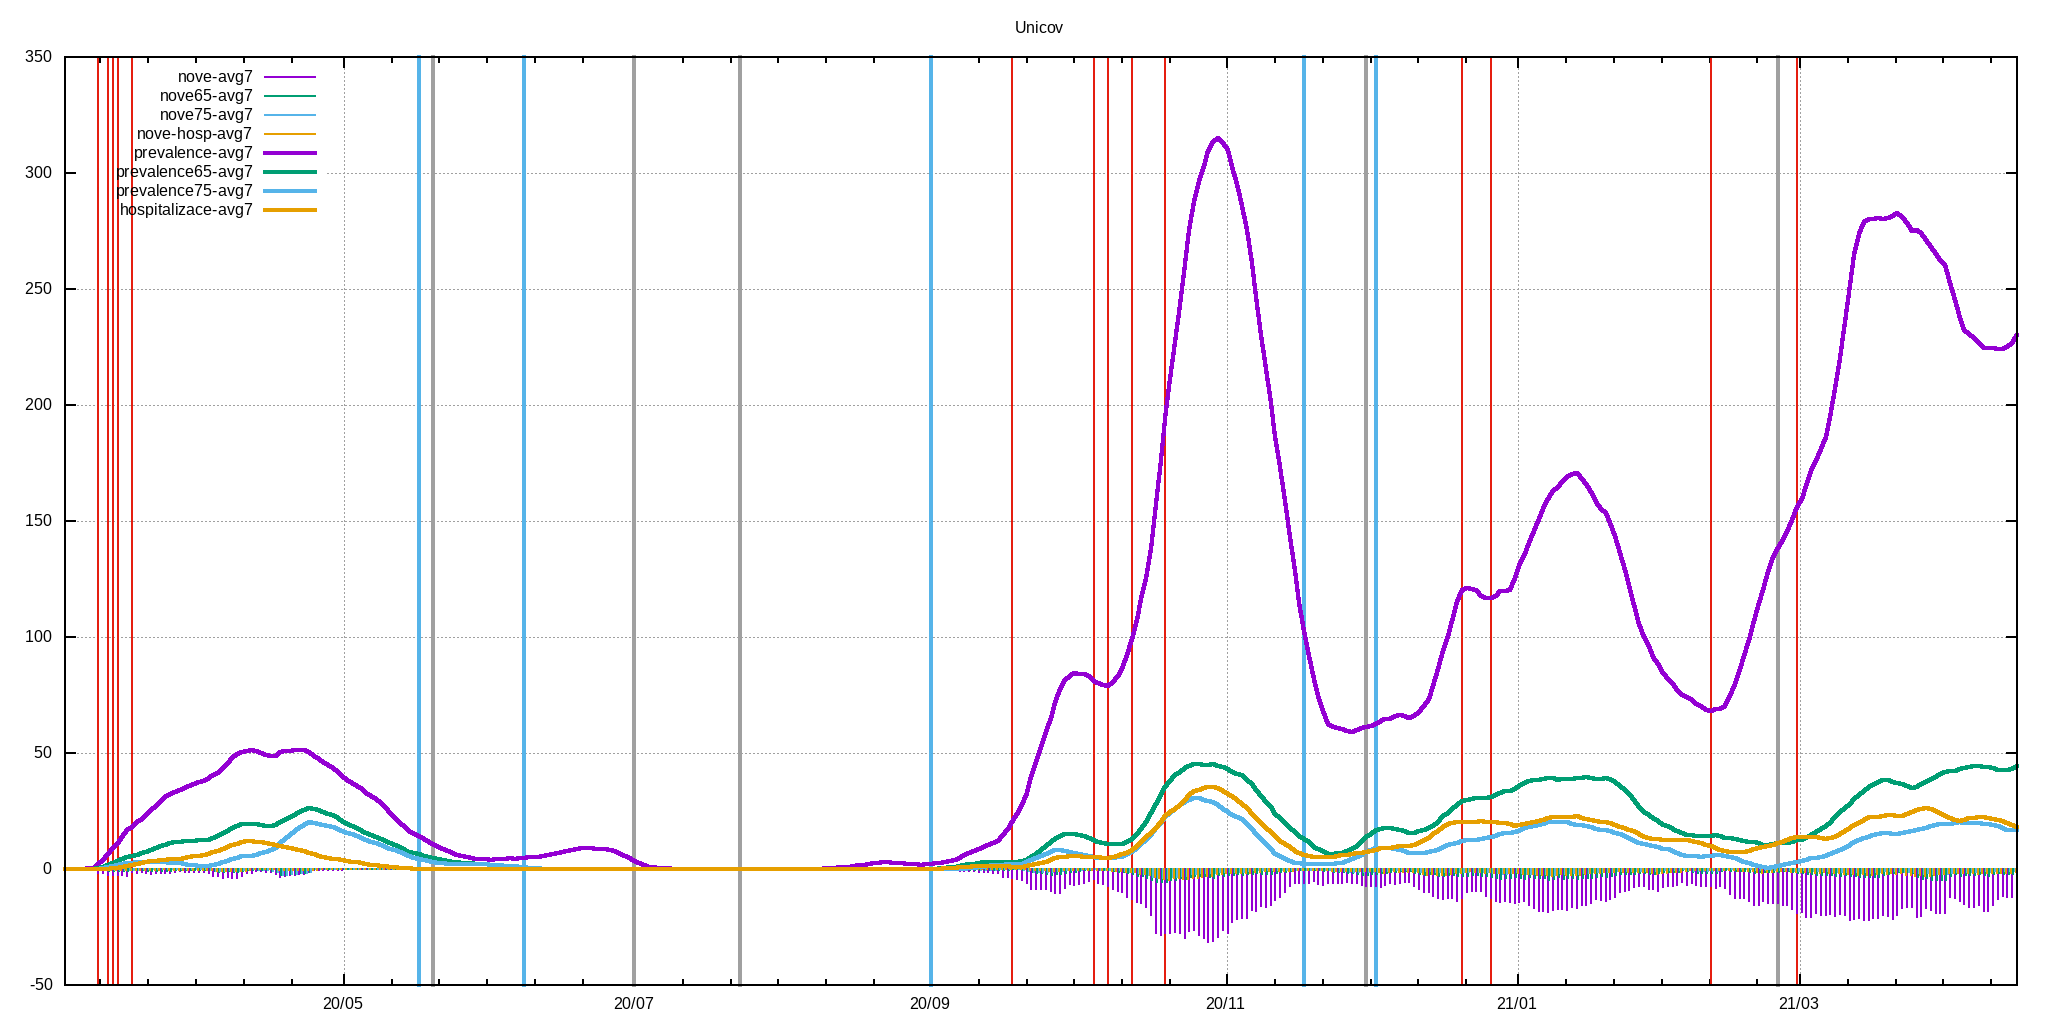 Unicov
350
300
250
200
150
100
50
0
-50
nove-avg7
nove65-avg7
nove75-avg7
nove-hosp-avg7
prevalence-avg7
prevalence65-avg7
prevalence75-avg7
hospitalizace-avg7
20/05 20/07 20/09 20/11 21/01 21/03